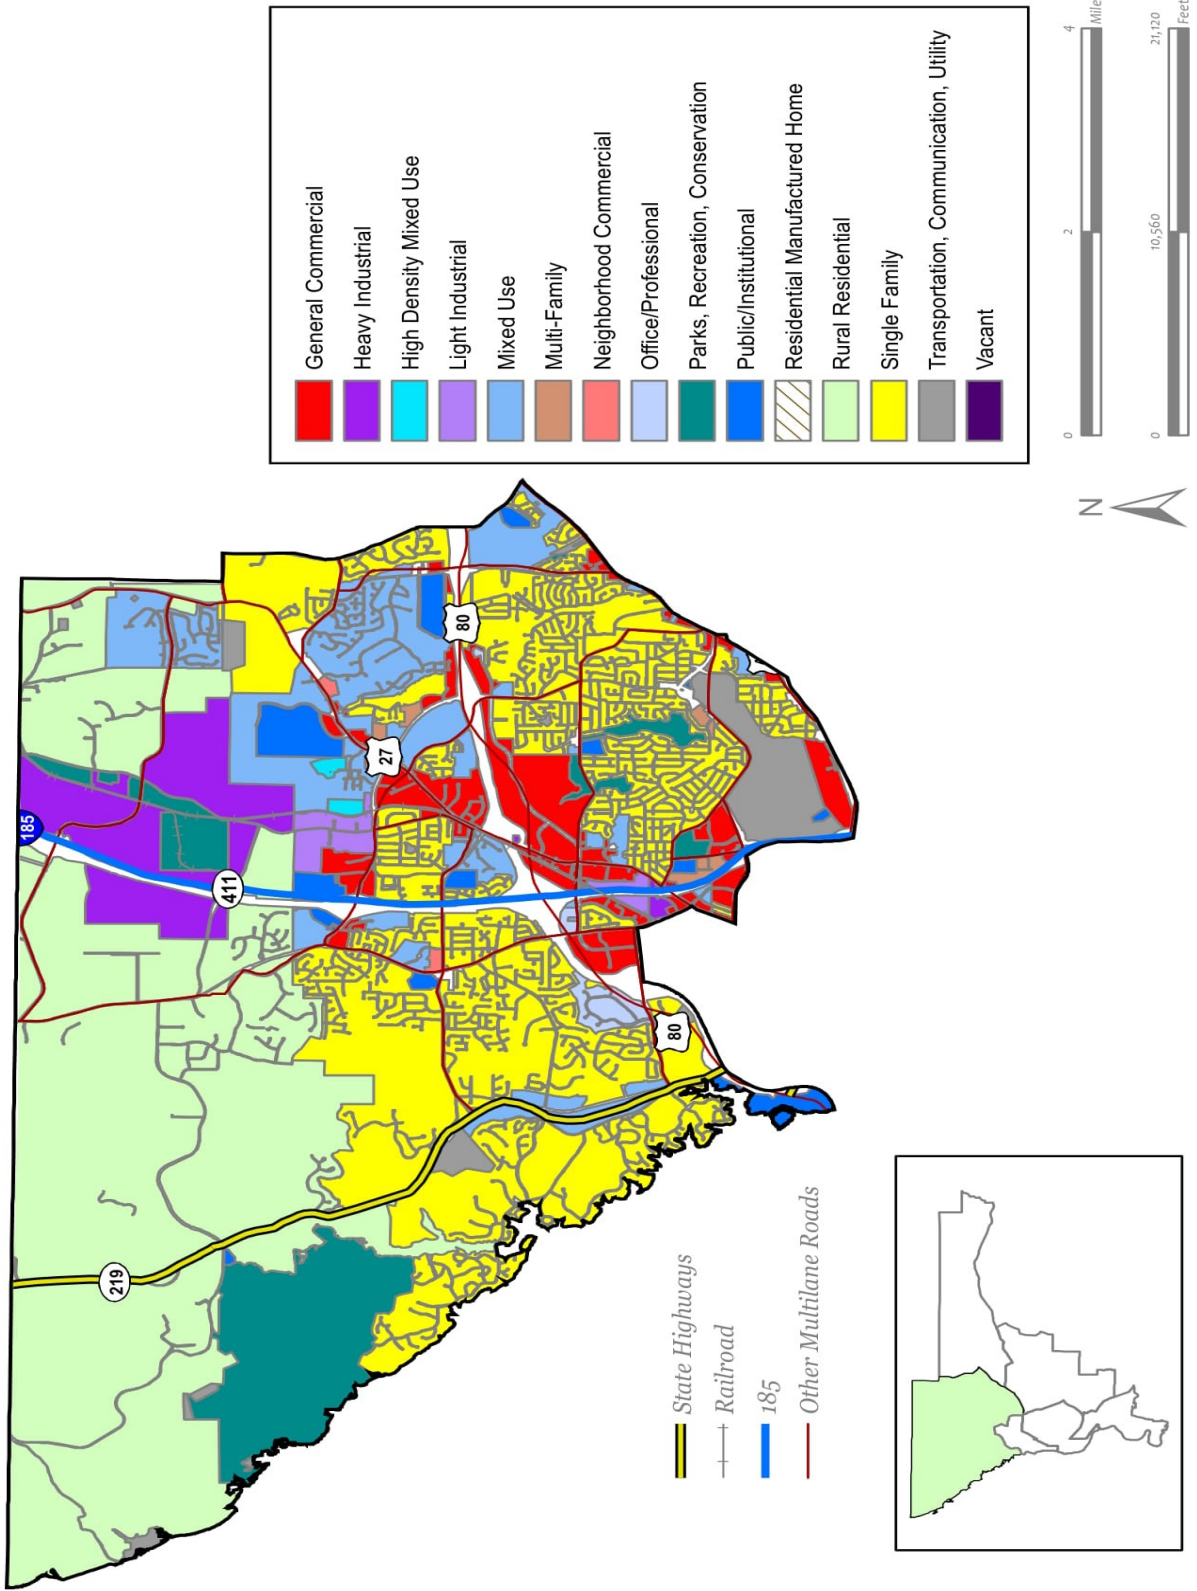 General Commercial
Heavy Industrial
High Density Mixed Use
Light Industrial
Mixed Use
Multi-Family
Neighborhood Commercial
Office/Professional
Parks, Recreation, Conservation
Public/Institutional
Residential Manufactured Home
Rural Residential
Single Family
Transportation, Communication, Utility
Vacant
0 2 4
Mile
0 10,560 21,120
Feet
N
185
411
27
80
80
219
State Highways
Railroad
185
Other Multilane Roads